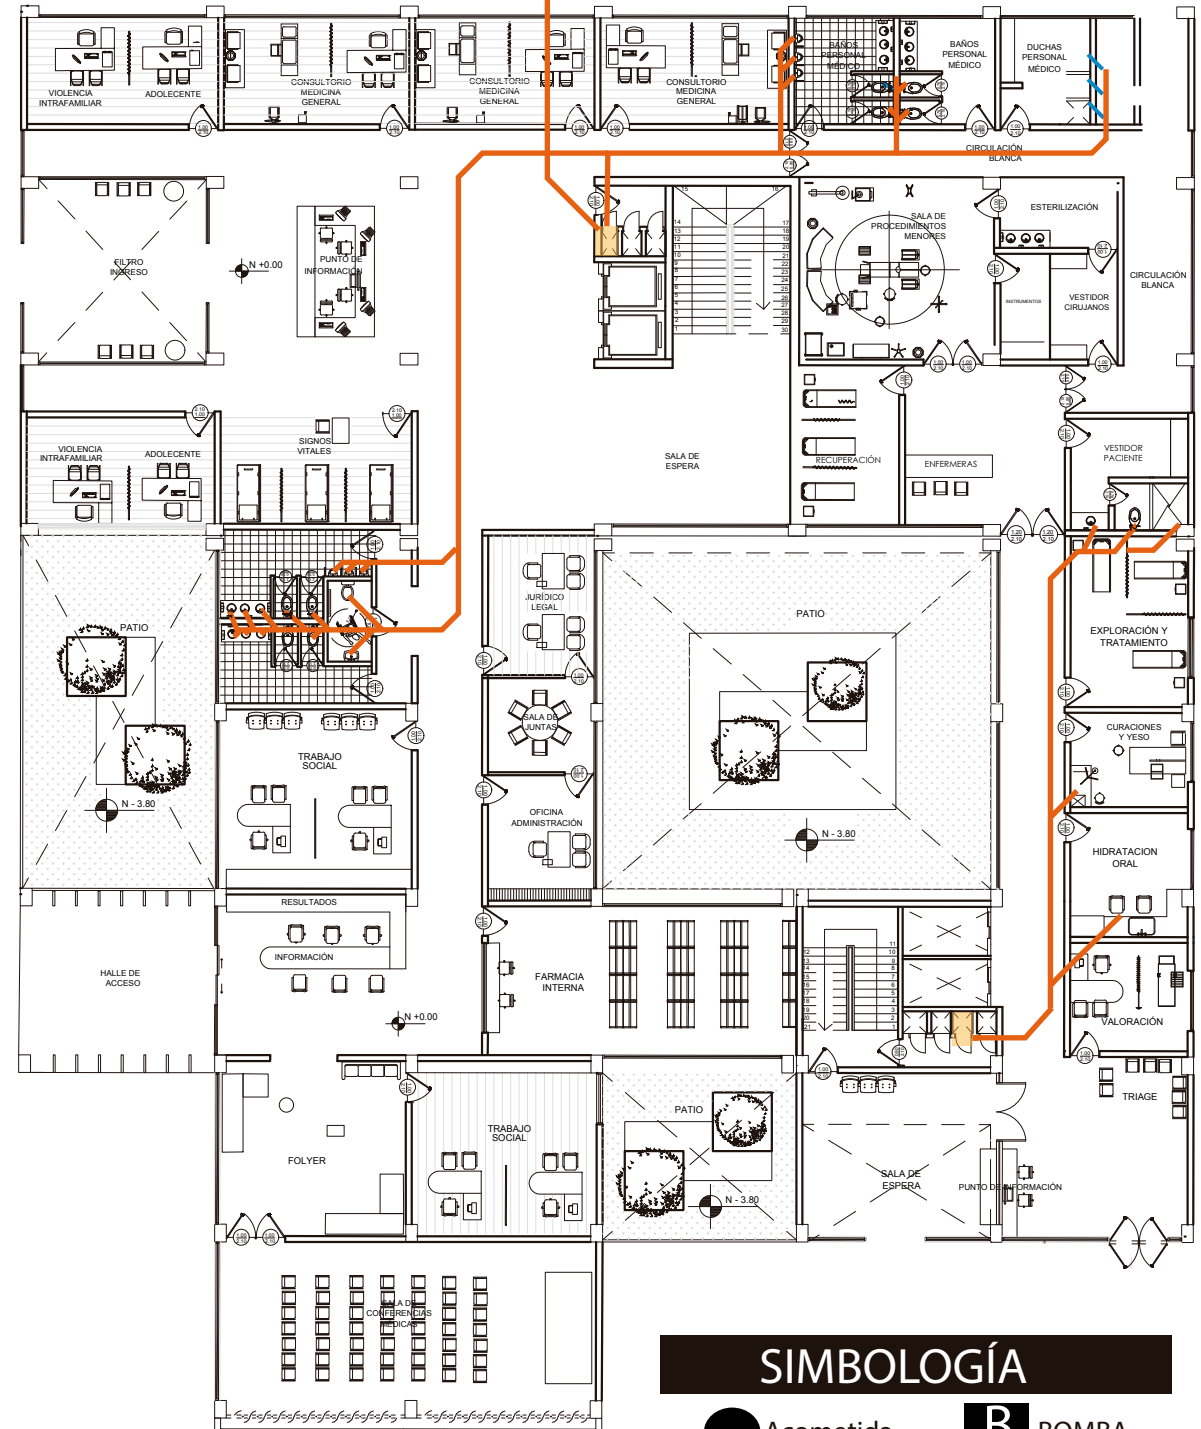 VIOLENCIA
INTRAFAMILIAR
ADOLECENTE
CONSULTORIO
MEDICINA
GENERAL
CONSULTORIO
MEDICINA
GENERAL
CONSULTORIO
MEDICINA
GENERAL
BAÑOS
PERSONAL
MÉDICO
BAÑOS
PERSONAL
MÉDICO
DUCHAS
PERSONAL
MÉDICO
CIRCULACIÓN
BLANCA
FILTRO
INGRESO
N +0.00
PUNTO DE
INFORMACIÓN
SALA DE
PROCEDIMIENTOS
MENORES
ESTERILIZACIÓN
INSTRUMENTOS
VESTIDOR
CIRUJANOS
CIRCULACIÓN
BLANCA
VIOLENCIA
INTRAFAMILIAR
ADOLECENTE
SIGNOS
VITALES
SALA DE
ESPERA
RECUPERACIÓN
ENFERMERAS
VESTIDOR
PACIENTE
PATIO
JURÍDICO
LEGAL
PATIO
EXPLORACIÓN Y
TRATAMIENTO
SALA DE
JUNTAS
TRABAJO
SOCIAL
CURACIONES
Y YESO
N - 3.80
OFICINA
ADMINISTRACIÓN
N - 3.80
HIDRATACION
ORAL
RESULTADOS
INFORMACIÓN
HALLE DE
ACCESO
FARMACIA
INTERNA
N +0.00
VALORACIÓN
TRIAGE
FOLYER
TRABAJO
SOCIAL
PATIO
N - 3.80
SALA DE
ESPERA
PUNTO DE INFORMACIÓN
SALA DE
CONFERENCIAS
MÉDICAS
SIMBOLOGÍA
Acometida
B BOMBA